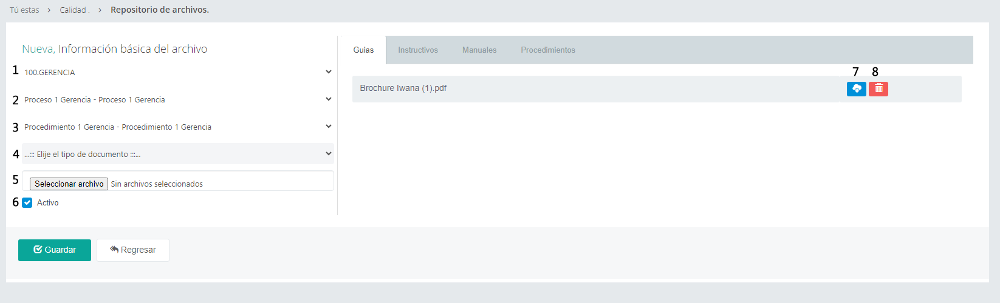 Tú estas > Calidad . > Repositorio de archivos.
Nueva, Información básica del archivo
1 100.GERENCIA
2 Proceso 1 Gerencia - Proceso 1 Gerencia
3 Procedimiento 1 Gerencia - Procedimiento 1 Gerencia
4 ...::: Elije el tipo de documento :::...
5 Seleccionar archivo Sin archivos seleccionados
6 Activo
Guias Instructivos Manuales Procedimientos
7 8
Brochure Iwana (1).pdf
Guardar Regresar